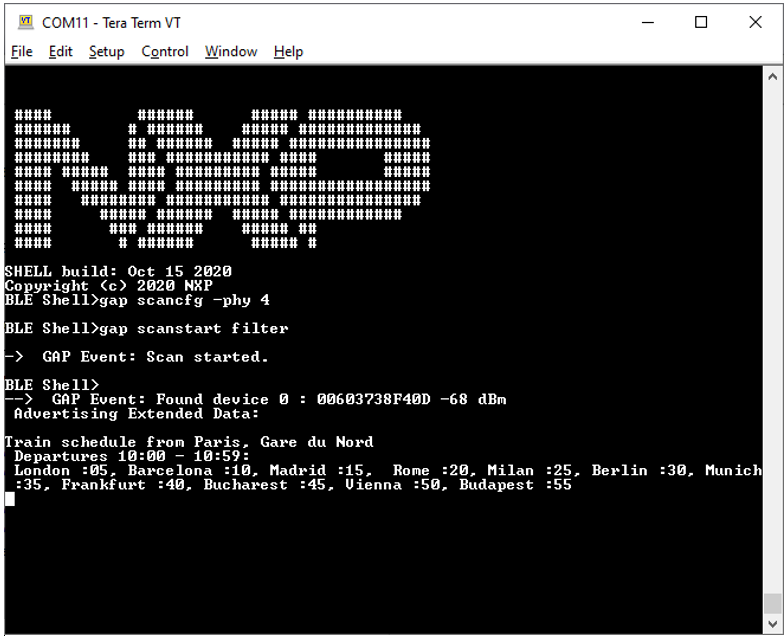 COM11 - Tera Term VT
File Edit Setup Control Window Help
NXP
SHELL build: Oct 15 2020
Copyright (c) 2020 NXP
BLE Shell>gap scancfg -phy 4
BLE Shell>gap scanstart filter
-> GAP Event: Scan started.
BLE Shell>
--> GAP Event: Found device 0 : 00603738F40D -68 dBm
Advertising Extended Data:
Train schedule from Paris, Gare du Nord
Departures 10:00 - 10:59:
London :05, Barcelona :10, Madrid :15,  Rome :20, Milan :25, Berlin :30, Munich
:35, Frankfurt :40, Bucharest :45, Vienna :50, Budapest :55